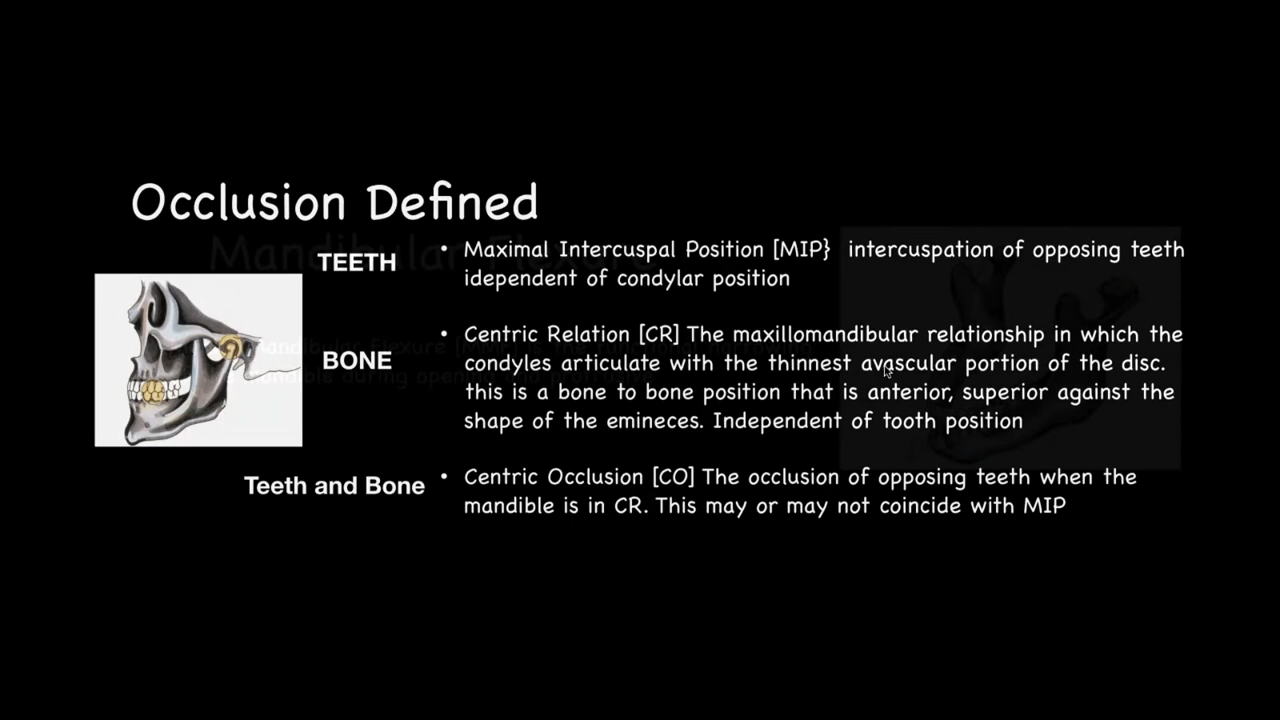 Occlusion Defined
Mandibular Flexure
TEETH
• Maximal Intercuspal Position [MIP} intercuspation of opposing teeth
idependent of condylar position
BONE
• Centric Relation [CR] The maxillomandibular relationship in which the
condyles articulate with the thinnest avascular portion of the disc.
this is a bone to bone position that is anterior, superior against the
shape of the emineces. Independent of tooth position
Teeth and Bone
• Centric Occlusion [CO] The occlusion of opposing teeth when the
mandible is in CR. This may or may not coincide with MIP